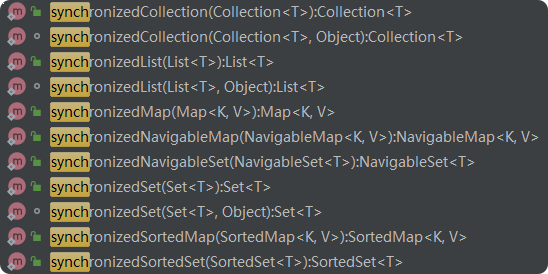 synchronizedCollection(Collection<T>):Collection<T>
synchronizedCollection(Collection<T>, Object):Collection<T>
synchronizedList(List<T>):List<T>
synchronizedList(List<T>, Object):List<T>
synchronizedMap(Map<K, V>):Map<K, V>
synchronizedNavigableMap(NavigableMap<K, V>):NavigableMap<K, V>
synchronizedNavigableSet(NavigableSet<T>):NavigableSet<T>
synchronizedSet(Set<T>):Set<T>
synchronizedSet(Set<T>, Object):Set<T>
synchronizedSortedMap(SortedMap<K, V>):SortedMap<K, V>
synchronizedSortedSet(SortedSet<T>):SortedSet<T>